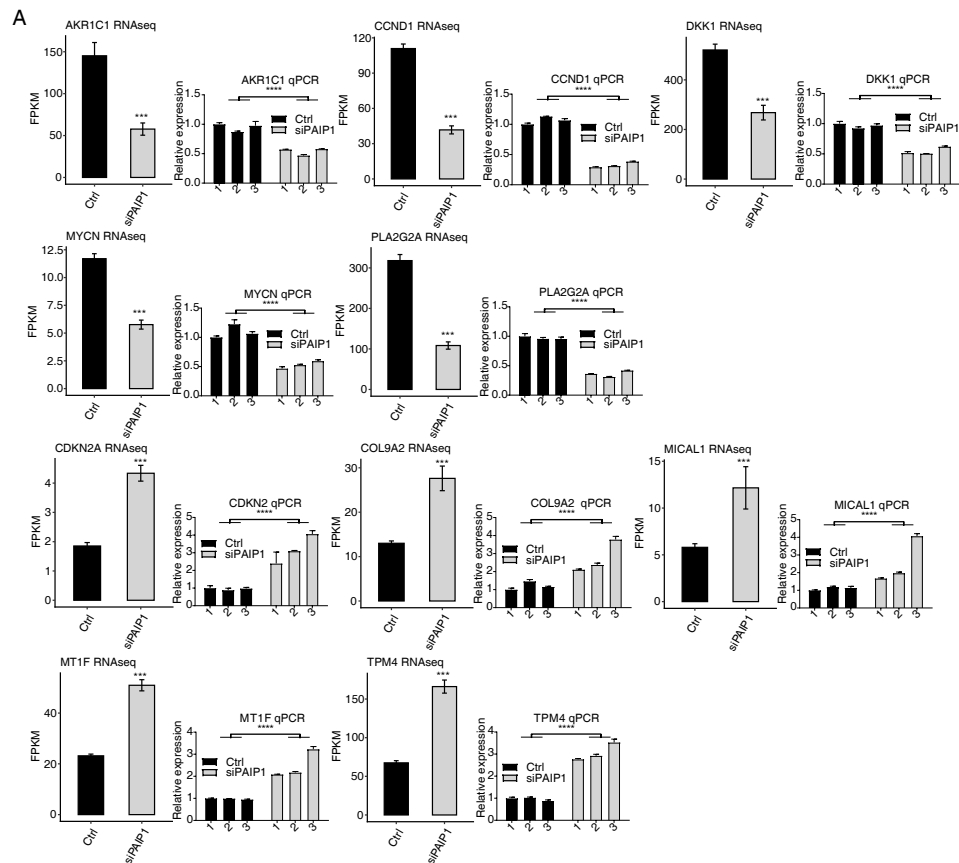 A
AKR1C1 RNAseq
FPKM
150
100
50
0
***
Ctrl
siPAIP1
AKR1C1 qPCR
****
Relative expression
1.5
1.0
0.5
0.0
Ctrl
siPAIP1
1 2 3 1 2 3
CCND1 RNAseq
FPKM
120
90
60
30
0
***
Ctrl
siPAIP1
CCND1 qPCR
****
Relative expression
1.5
1.0
0.5
0.0
Ctrl
siPAIP1
1 2 3 1 2 3
DKK1 RNAseq
FPKM
400
200
0
***
Ctrl
siPAIP1
DKK1 qPCR
****
Relative expression
1.5
1.0
0.5
0.0
Ctrl
siPAIP1
1 2 3 1 2 3
MYCN RNAseq
FPKM
12.5
10.0
7.5
5.0
2.5
0.0
***
Ctrl
siPAIP1
MYCN qPCR
****
Relative expression
1.5
1.0
0.5
0.0
Ctrl
siPAIP1
1 2 3 1 2 3
PLA2G2A RNAseq
FPKM
300
200
100
0
***
Ctrl
siPAIP1
PLA2G2A qPCR
****
Relative expression
1.5
1.0
0.5
0.0
Ctrl
siPAIP1
1 2 3 1 2 3
CDKN2A RNAseq
FPKM
4
2
0
***
Ctrl
siPAIP1
CDKN2 qPCR
****
Relative expression
5
4
3
2
1
0
Ctrl
siPAIP1
1 2 3 1 2 3
COL9A2 RNAseq
FPKM
30
20
10
0
***
Ctrl
siPAIP1
COL9A2 qPCR
****
Relative expression
5
4
3
2
1
0
Ctrl
siPAIP1
1 2 3 1 2 3
MICAL1 RNAseq
FPKM
15
10
5
0
***
Ctrl
siPAIP1
MICAL1 qPCR
****
Relative expression
5
4
3
2
1
0
Ctrl
siPAIP1
1 2 3 1 2 3
MT1F RNAseq
FPKM
60
40
20
0
***
Ctrl
siPAIP1
MT1F qPCR
****
Relative expression
4
3
2
1
0
Ctrl
siPAIP1
1 2 3 1 2 3
TPM4 RNAseq
FPKM
150
100
50
0
***
Ctrl
siPAIP1
TPM4 qPCR
****
Relative expression
4
3
2
1
0
Ctrl
siPAIP1
1 2 3 1 2 3